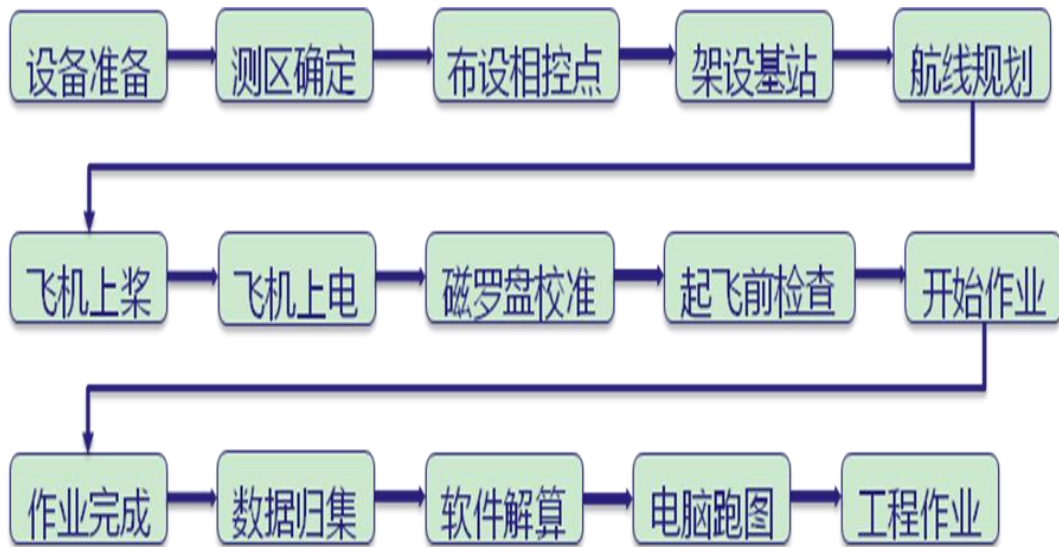 设备准备
测区确定
布设相控点
架设基站
航线规划
飞机上桨
飞机上电
磁罗盘校准
起飞前检查
开始作业
作业完成
数据归集
软件解算
电脑跑图
工程作业